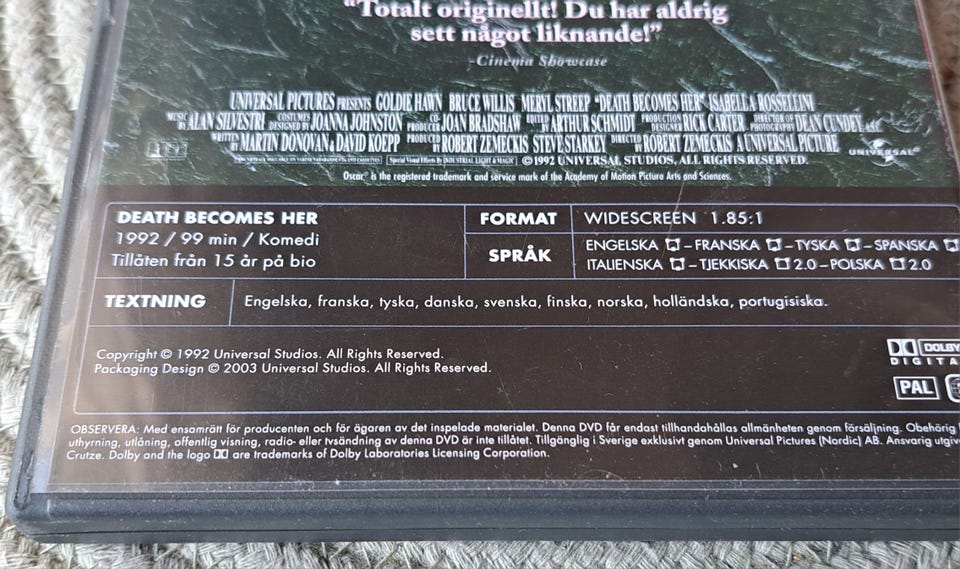 “Totalt originellt! Du har aldrig
sett något liknande!”
-Cinema Showcase
UNIVERSAL PICTURES PRESENTS GOLDIE HAWN BRUCE WILLIS MERYL STREEP “DEATH BECOMES HER” ISABELLA ROSSELLINI
MUSIC BY ALAN SILVESTRI COSTUMES DESIGNED BY JOANNA JOHNSTON CO-PRODUCER JOAN BRADSHAW EDITED BY ARTHUR SCHMIDT PRODUCTION DESIGNER RICK CARTER DIRECTOR OF PHOTOGRAPHY DEAN CUNDEY, A.S.C.
WRITTEN BY MARTIN DONOVAN & DAVID KOEPP PRODUCED BY ROBERT ZEMECKIS STEVE STARKEY DIRECTED BY ROBERT ZEMECKIS A UNIVERSAL PICTURE
Special Visual Effects by INDUSTRIAL LIGHT & MAGIC ©1992 UNIVERSAL STUDIOS, ALL RIGHTS RESERVED.
UNIVERSAL®
Oscar® is the registered trademark and service mark of the Academy of Motion Picture Arts and Sciences.
DEATH BECOMES HER
1992 / 99 min / Komedi
Tillåten från 15 år på bio
FORMAT WIDESCREEN 1.85:1
SPRÅK ENGELSKA – FRANSKA – TYSKA – SPANSKA
ITALIENSKA – TJEKKISKA 2.0 – POLSKA 2.0
TEXTNING Engelska, franska, tyska, danska, svenska, finska, norska, holländska, portugisiska.
Copyright © 1992 Universal Studios. All Rights Reserved.
Packaging Design © 2003 Universal Studios. All Rights Reserved.
DOLBY
DIGITA
PAL
OBSERVERA: Med ensamrätt för producenten och för ägaren av det inspelade materialet. Denna DVD får endast tillhandahållas allmänheten genom försäljning. Obehörig
uthyrning, utlåning, offentlig visning, radio- eller tvsändning av denna DVD är inte tillåtet. Tillgänglig i Sverige exklusivt genom Universal Pictures (Nordic) AB. Ansvarig utgiv
Crutze. Dolby and the logo are trademarks of Dolby Laboratories Licensing Corporation.